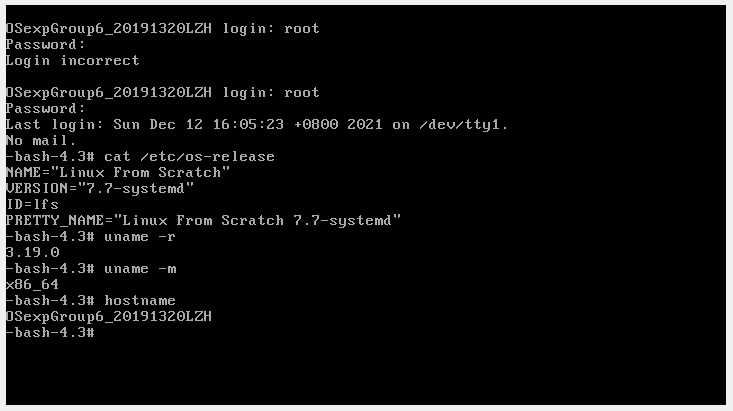 OSexpGroup6_20191320LZH login: root
Password:
Login incorrect
OSexpGroup6_20191320LZH login: root
Password:
Last login: Sun Dec 12 16:05:23 +0800 2021 on /dev/tty1.
No mail.
-bash-4.3# cat /etc/os-release
NAME="Linux From Scratch"
VERSION="7.7-systemd"
ID=lfs
PRETTY_NAME="Linux From Scratch 7.7-systemd"
-bash-4.3# uname -r
3.19.0
-bash-4.3# uname -m
x86_64
-bash-4.3# hostname
OSexpGroup6_20191320LZH
-bash-4.3#